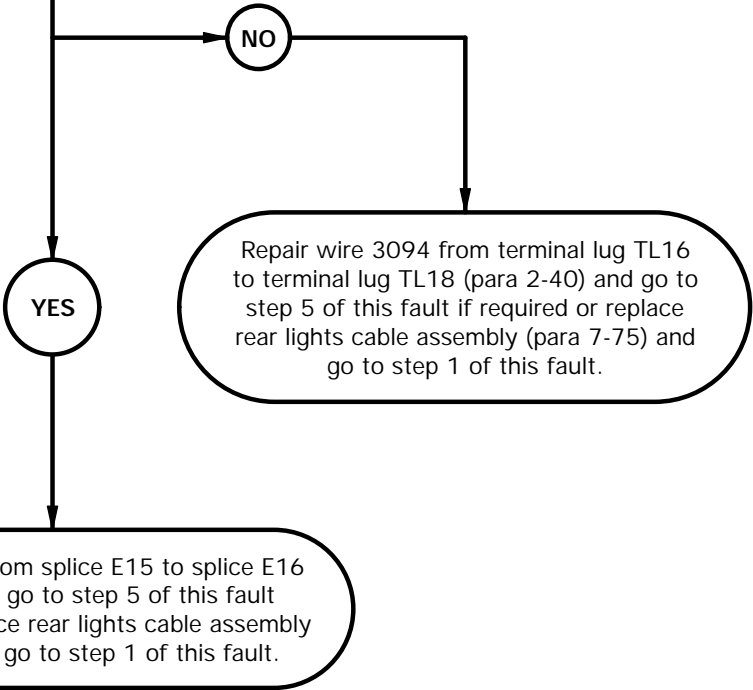 NO
Repair wire 3094 from terminal lug TL16
to terminal lug TL18 (para 2-40) and go to
step 5 of this fault if required or replace
rear lights cable assembly (para 7-75) and
go to step 1 of this fault.
YES
splice E15 to splice E16
go to step 5 of this fault
rear lights cable assembly
go to step 1 of this fault.